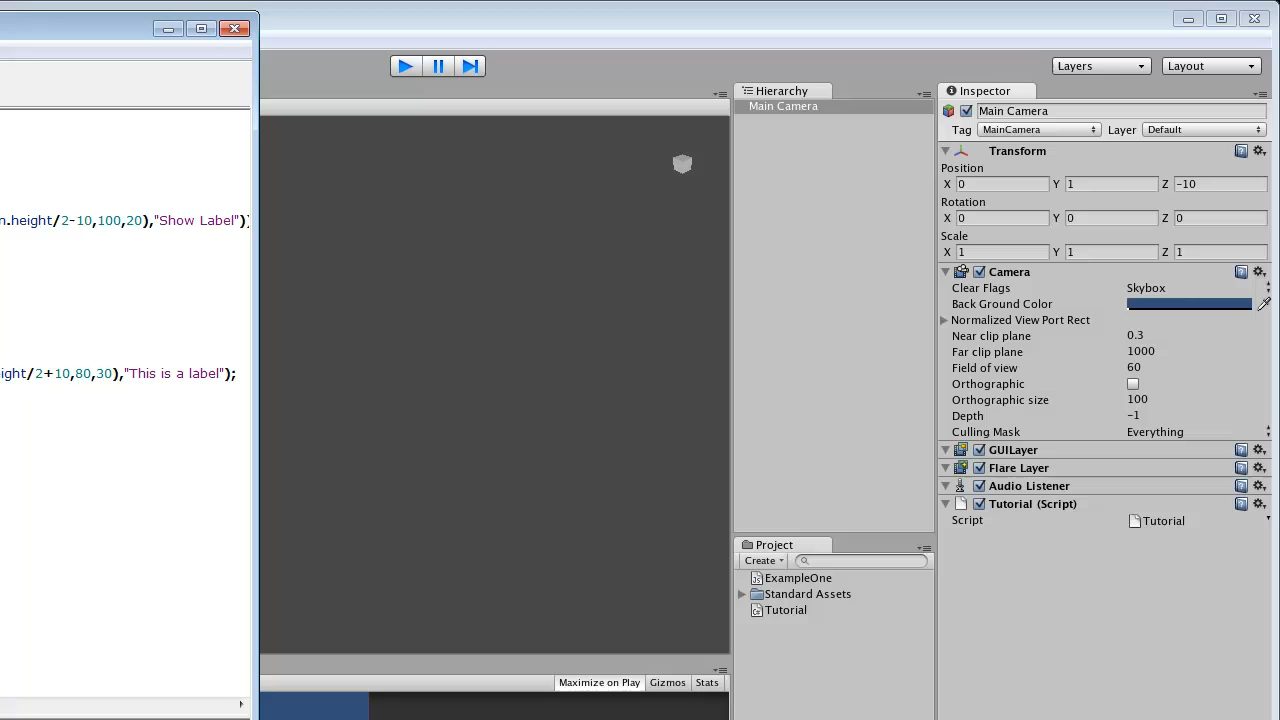 n.height/2-10,100,20),"Show Label"))
ight/2+10,80,30),"This is a label");
Maximize on Play Gizmos Stats
Hierarchy
Main Camera
Project
Create
ExampleOne
Standard Assets
Tutorial
Layers Layout
Inspector
Main Camera
Tag MainCamera Layer Default
Transform
Position
X 0 Y 1 Z -10
Rotation
X 0 Y 0 Z 0
Scale
X 1 Y 1 Z 1
Camera
Clear Flags Skybox
Back Ground Color
Normalized View Port Rect
Near clip plane 0.3
Far clip plane 1000
Field of view 60
Orthographic
Orthographic size 100
Depth -1
Culling Mask Everything
GUILayer
Flare Layer
Audio Listener
Tutorial (Script)
Script Tutorial